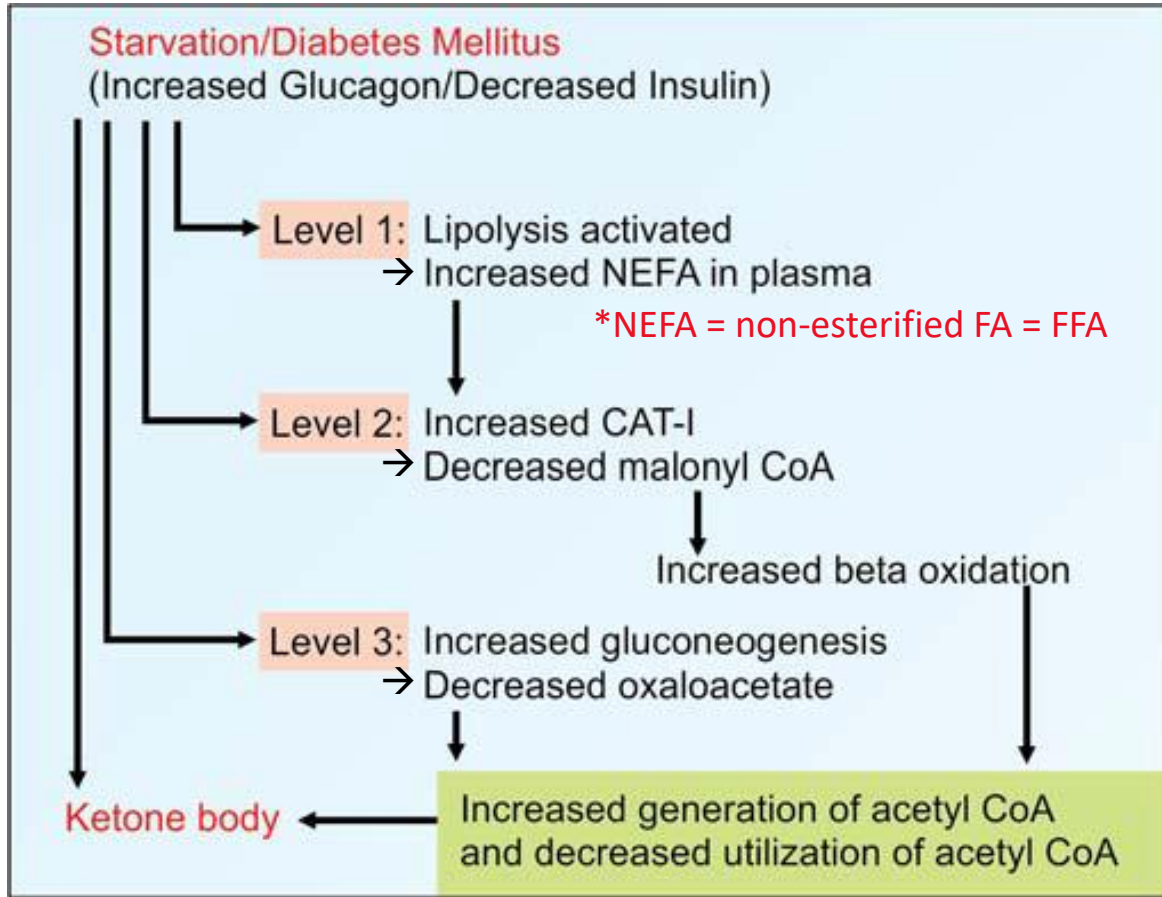 Starvation/Diabetes Mellitus
(Increased Glucagon/Decreased Insulin)
Level 1: Lipolysis activated
→ Increased NEFA in plasma
*NEFA = non-esterified FA = FFA
Level 2: Increased CAT-I
→ Decreased malonyl CoA
Increased beta oxidation
Level 3: Increased gluconeogenesis
→ Decreased oxaloacetate
Ketone body
Increased generation of acetyl CoA
and decreased utilization of acetyl CoA